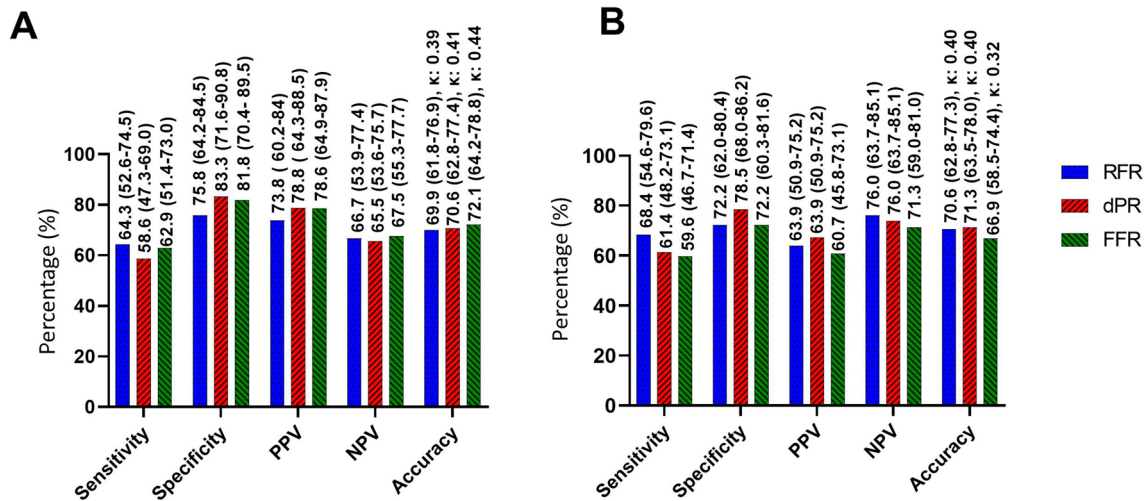 A
Percentage (%)
100
80
60
40
20
0
64.3 (52.6-74.5)
58.6 (47.3-69.0)
62.9 (51.4-73.0)
75.8 (64.2-84.5)
83.3 (71.6-90.8)
81.8 (70.4- 89.5)
73.8 ( 60.2-84)
78.8 ( 64.3-88.5)
78.6 (64.9-87.9)
66.7 (53.9-77.4)
65.5 (53.6-75.7)
67.5 (55.3-77.7)
69.9 (61.8-76.9), κ: 0.39
70.6 (62.8-77.4), κ: 0.41
72.1 (64.2-78.8), κ: 0.44
Sensitivity
Specificity
PPV
NPV
Accuracy
B
Percentage (%)
100
80
60
40
20
0
68.4 (54.6-79.6)
61.4 (48.2-73.1)
59.6 (46.7-71.4)
72.2 (62.0-80.4)
78.5 (68.0-86.2)
72.2 (60.3-81.6)
63.9 (50.9-75.2)
63.9 (50.9-75.2)
60.7 (45.8-73.1)
76.0 (63.7-85.1)
76.0 (63.7-85.1)
71.3 (59.0-81.0)
70.6 (62.8-77.3), κ: 0.40
71.3 (63.5-78.0), κ: 0.40
66.9 (58.5-74.4), κ: 0.32
Sensitivity
Specificity
PPV
NPV
Accuracy
RFR
dPR
FFR